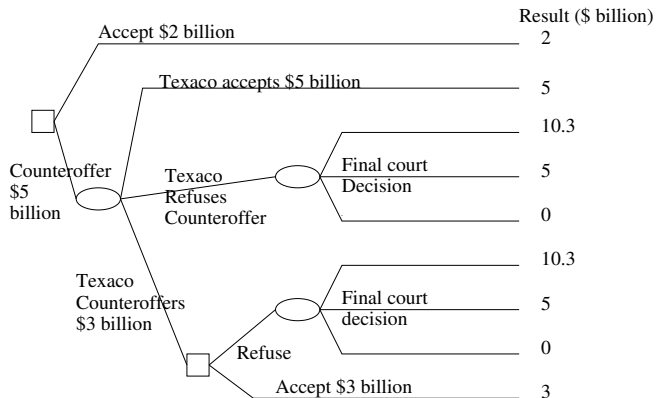 Result ($ billion)
Accept $2 billion
2
Texaco accepts $5 billion
5
10.3
Counteroffer
$5
billion
Texaco
Refuses
Counteroffer
Final court
Decision
5
0
10.3
Texaco
Counteroffers
$3 billion
Final court
decision
5
Refuse
0
Accept $3 billion
3